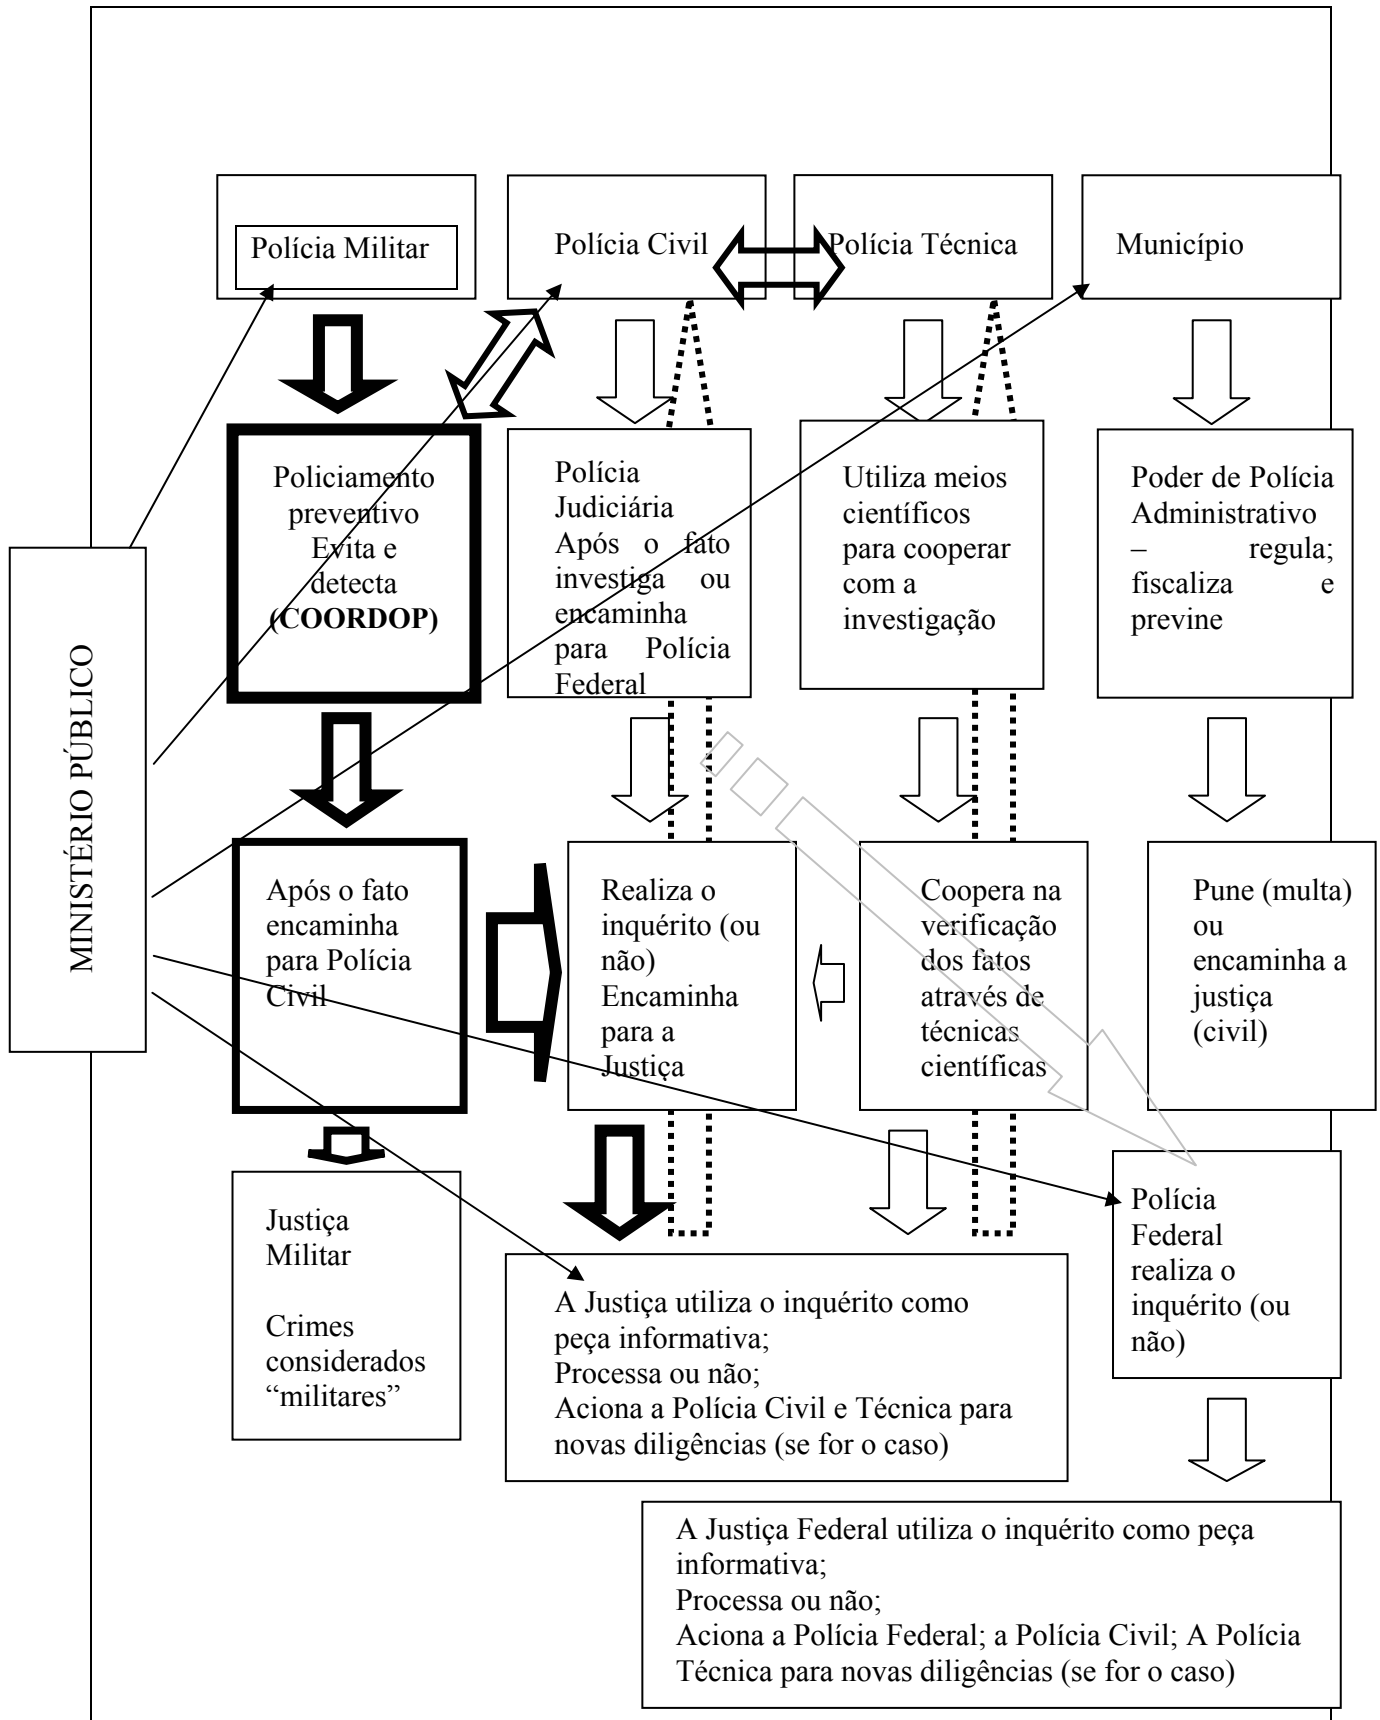 Polícia Militar
Polícia Civil
Polícia Técnica
Município
Policiamento
preventivo
Evita e
detecta
(COORDOP)
Polícia
Judiciária
Após o fato
investiga ou
encaminha
para Polícia
Federal
Utiliza meios
científicos
para cooperar
com a
investigação
Poder de Polícia
Administrativo
– regula;
fiscaliza e
previne
MINISTÉRIO PÚBLICO
Após o fato
encaminha
para Polícia
Civil
Realiza o
inquérito (ou
não)
Encaminha
para a
Justiça
Coopera na
verificação
dos fatos
através de
técnicas
científicas
Pune (multa)
ou
encaminha a
justiça
(civil)
Justiça
Militar
Crimes
considerados
“militares”
A Justiça utiliza o inquérito como
peça informativa;
Processa ou não;
Aciona a Polícia Civil e Técnica para
novas diligências (se for o caso)
Polícia
Federal
realiza o
inquérito (ou
não)
A Justiça Federal utiliza o inquérito como peça
informativa;
Processa ou não;
Aciona a Polícia Federal; a Polícia Civil; A Polícia
Técnica para novas diligências (se for o caso)